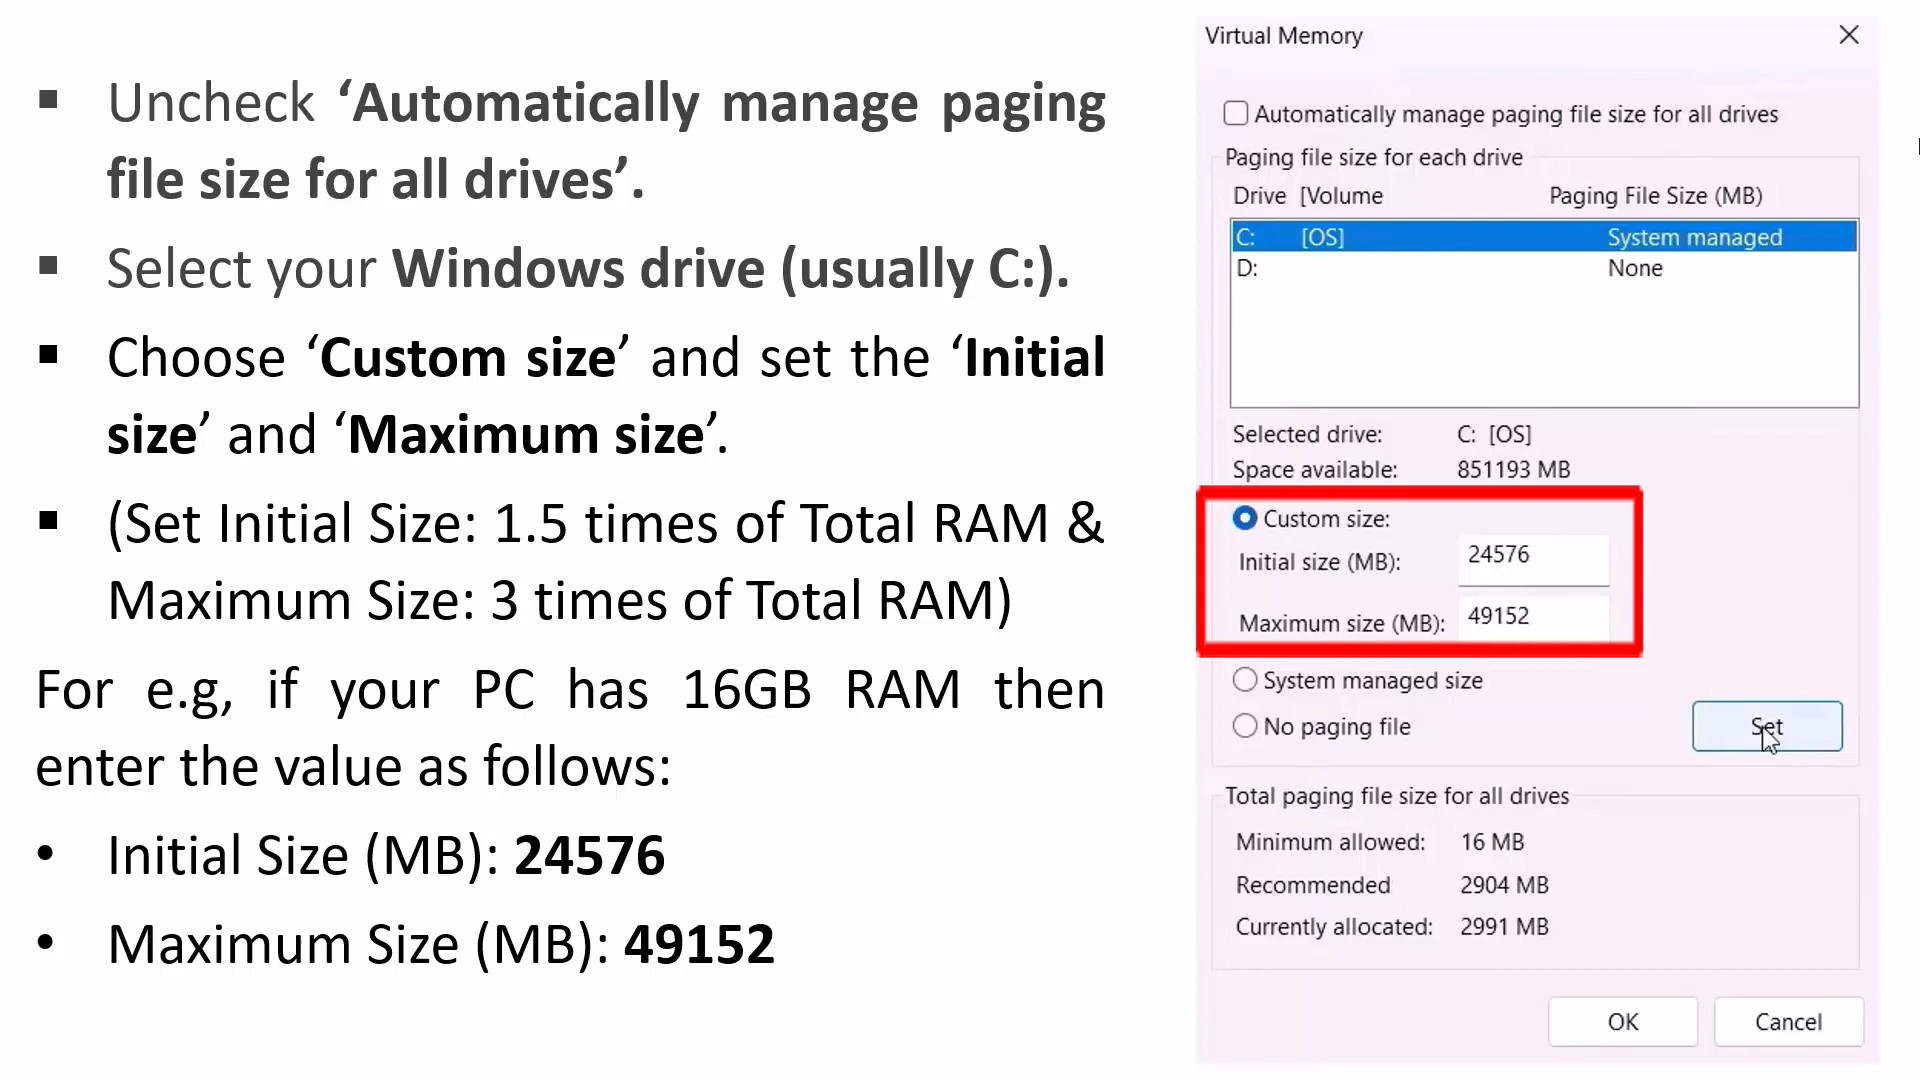 ▪ Uncheck ‘Automatically manage paging
file size for all drives’.
▪ Select your Windows drive (usually C:).
▪ Choose ‘Custom size’ and set the ‘Initial
size’ and ‘Maximum size’.
▪ (Set Initial Size: 1.5 times of Total RAM &
Maximum Size: 3 times of Total RAM)
For e.g, if your PC has 16GB RAM then
enter the value as follows:
• Initial Size (MB): 24576
• Maximum Size (MB): 49152
Virtual Memory
Automatically manage paging file size for all drives
Paging file size for each drive
Drive [Volume Paging File Size (MB)
C: [OS] System managed
D: None
Selected drive: C: [OS]
Space available: 851193 MB
Custom size:
Initial size (MB): 24576
Maximum size (MB): 49152
System managed size
No paging file
Set
Total paging file size for all drives
Minimum allowed: 16 MB
Recommended 2904 MB
Currently allocated: 2991 MB
OK Cancel